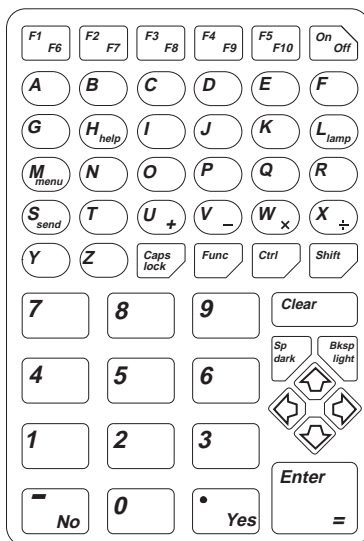 F1 F2 F3 F4 F5 On
F6 F7 F8 F9 F10 Off
A B C D E F
G H I J K L
help lamp
M N O P Q R
menu
S T U V W X
send + – × ÷
Y Z Caps lock Func Ctrl Shift
7 8 9 Clear
Sp dark Bksp light
4 5 6
1 2 3
Enter
- 0 •
No Yes =